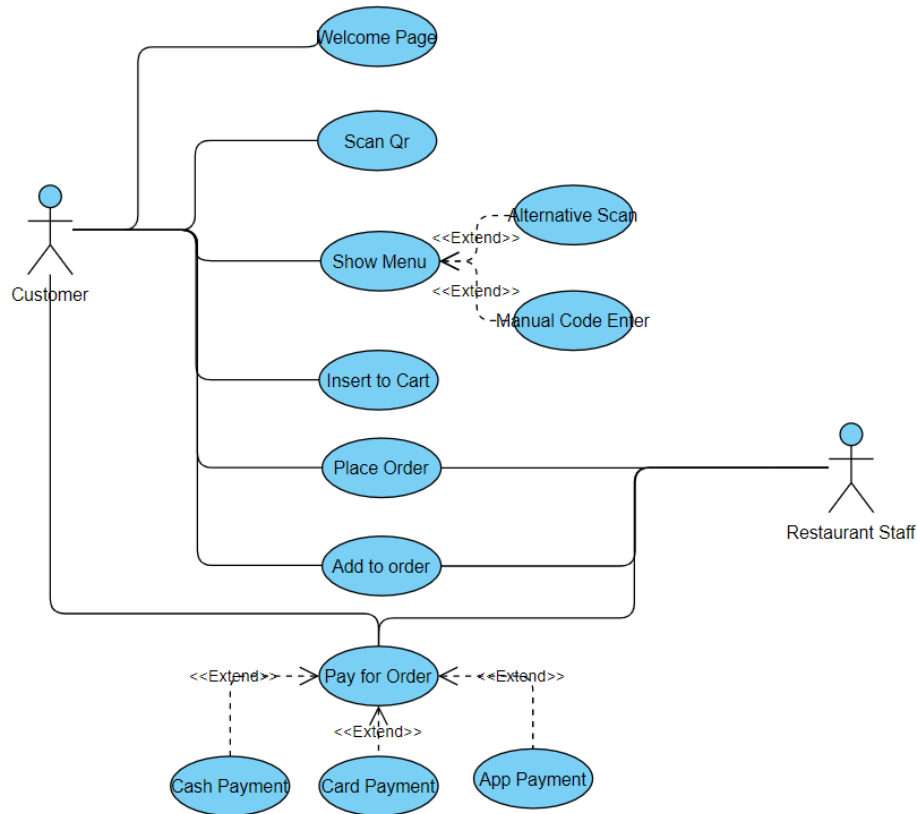 Welcome Page
Scan Qr
Alternative Scan
<<Extend>>
Show Menu
<<Extend>>
Customer
Manual Code Enter
Insert to Cart
Place Order
Restaurant Staff
Add to order
<<Extend>>
Pay for Order
<<Extend>>
<<Extend>>
Cash Payment
Card Payment
App Payment